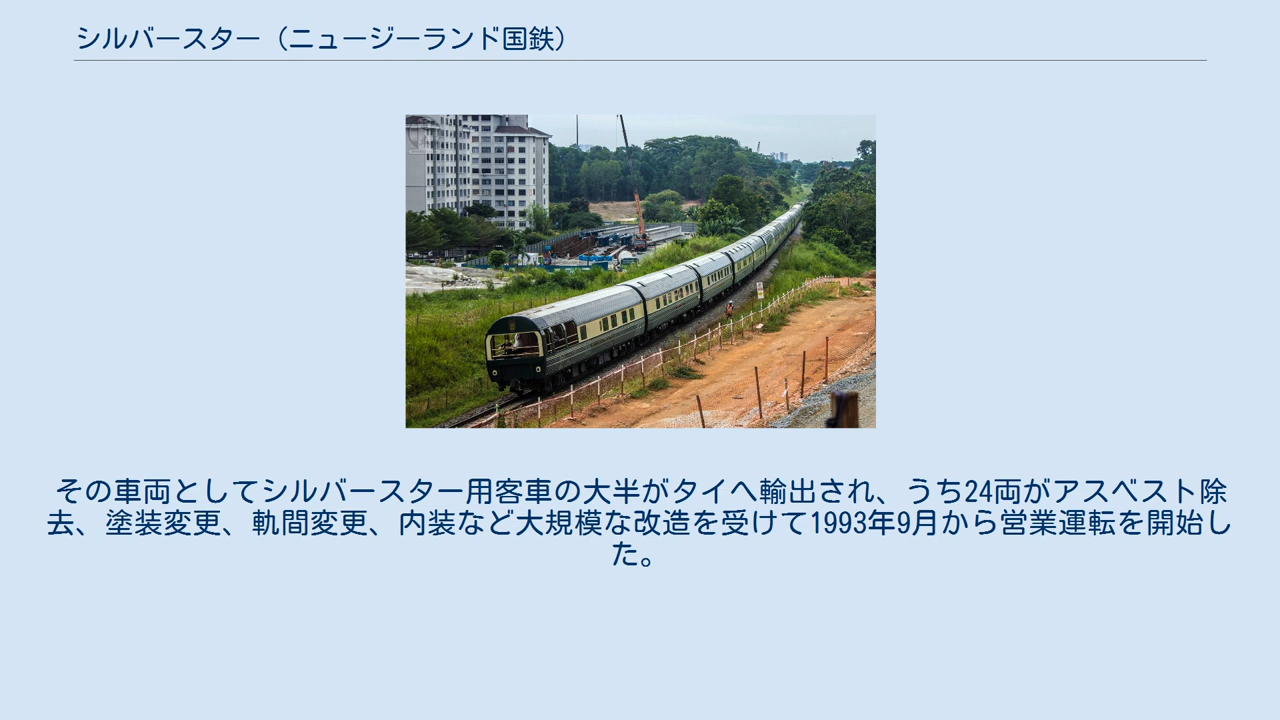 シルバースター（ニュージーランド国鉄）
その車両としてシルバースター用客車の大半がタイへ輸出され、うち24両がアスベスト除
去、塗装変更、軌間変更、内装など大規模な改造を受けて1993年9月から営業運転を開始し
た。